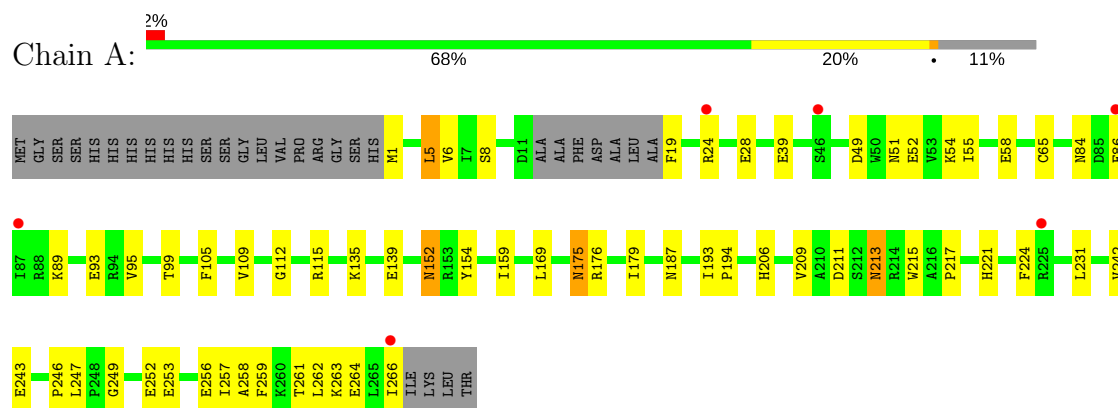 2%
Chain A:
68% 20% • 11%
MET GLY SER SER HIS HIS HIS HIS HIS HIS SER SER GLY LEU VAL PRO ARG GLY SER HIS M1 L5 V6 I7 S8 D11 ALA ALA PHE ASP ALA LEU ALA F19 R24 E28 E39 S46 D49 W50 N51 E52 V53 K54 I55 E58 C65 N84 D85 E86
I87 R88 K89 E93 R94 V95 T99 F105 V109 G112 R115 K135 E139 N152 R153 Y154 I159 L169 N175 R176 I179 N187 I193 P194 H206 V209 A210 D211 S212 N213 R214 W215 A216 P217 H221 F224 R225 L231 V242
E243 P246 L247 P248 G249 E252 E253 E256 I257 A258 F259 K260 T261 L262 K263 E264 L265 I266 ILE LYS LEU THR